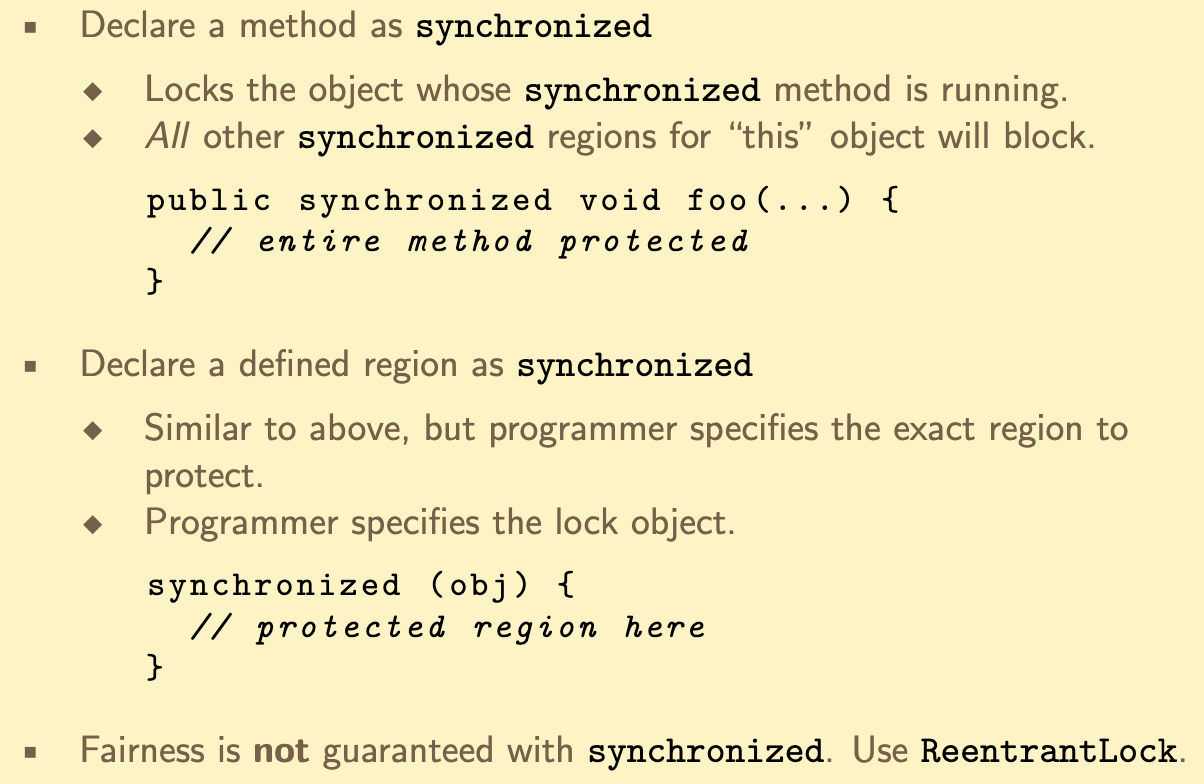 ▪ Declare a method as synchronized
◆ Locks the object whose synchronized method is running.
◆ All other synchronized regions for “this” object will block.
public synchronized void foo(...) {
// entire method protected
}
▪ Declare a defined region as synchronized
◆ Similar to above, but programmer specifies the exact region to
protect.
◆ Programmer specifies the lock object.
synchronized (obj) {
// protected region here
}
▪ Fairness is not guaranteed with synchronized. Use ReentrantLock.